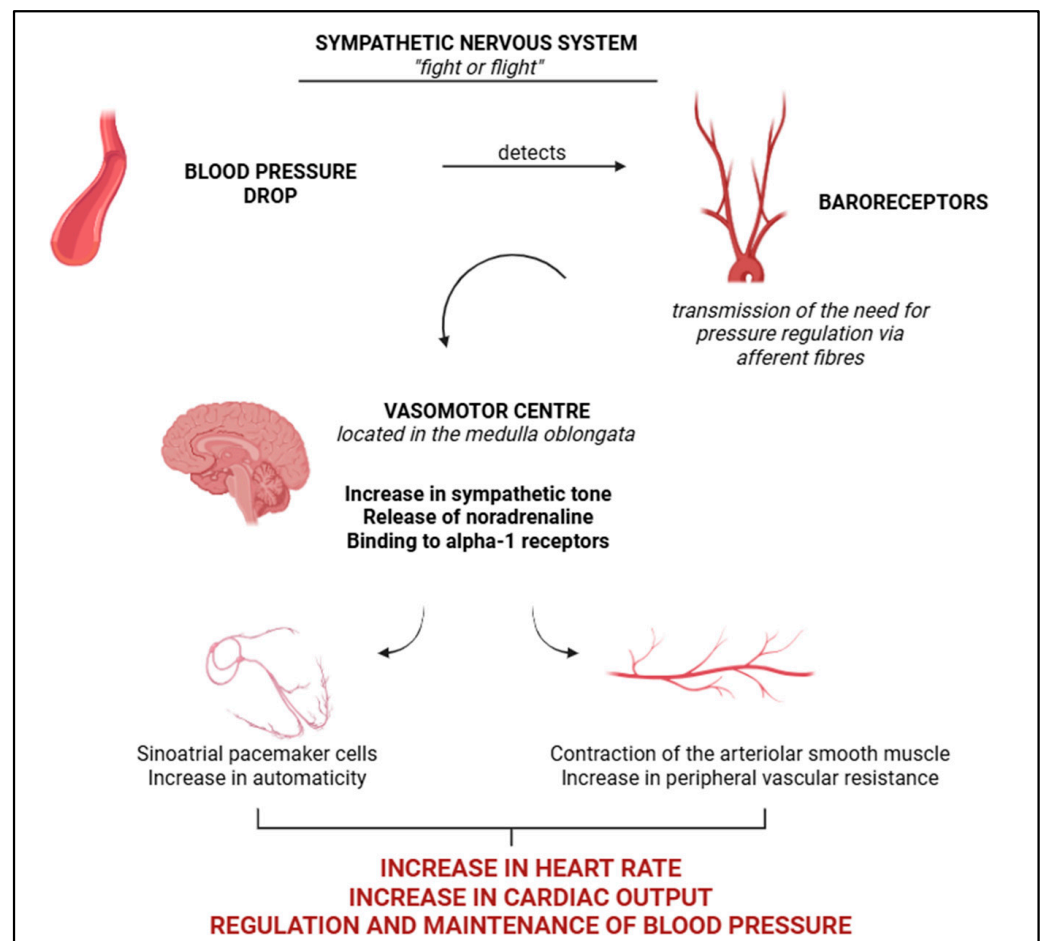 SYMPATHETIC NERVOUS SYSTEM
"fight or flight"
BLOOD PRESSURE
DROP
detects
BARORECEPTORS
transmission of the need for
pressure regulation via
afferent fibres
VASOMOTOR CENTRE
located in the medulla oblongata
Increase in sympathetic tone
Release of noradrenaline
Binding to alpha-1 receptors
Sinoatrial pacemaker cells
Increase in automaticity
Contraction of the arteriolar smooth muscle
Increase in peripheral vascular resistance
INCREASE IN HEART RATE
INCREASE IN CARDIAC OUTPUT
REGULATION AND MAINTENANCE OF BLOOD PRESSURE